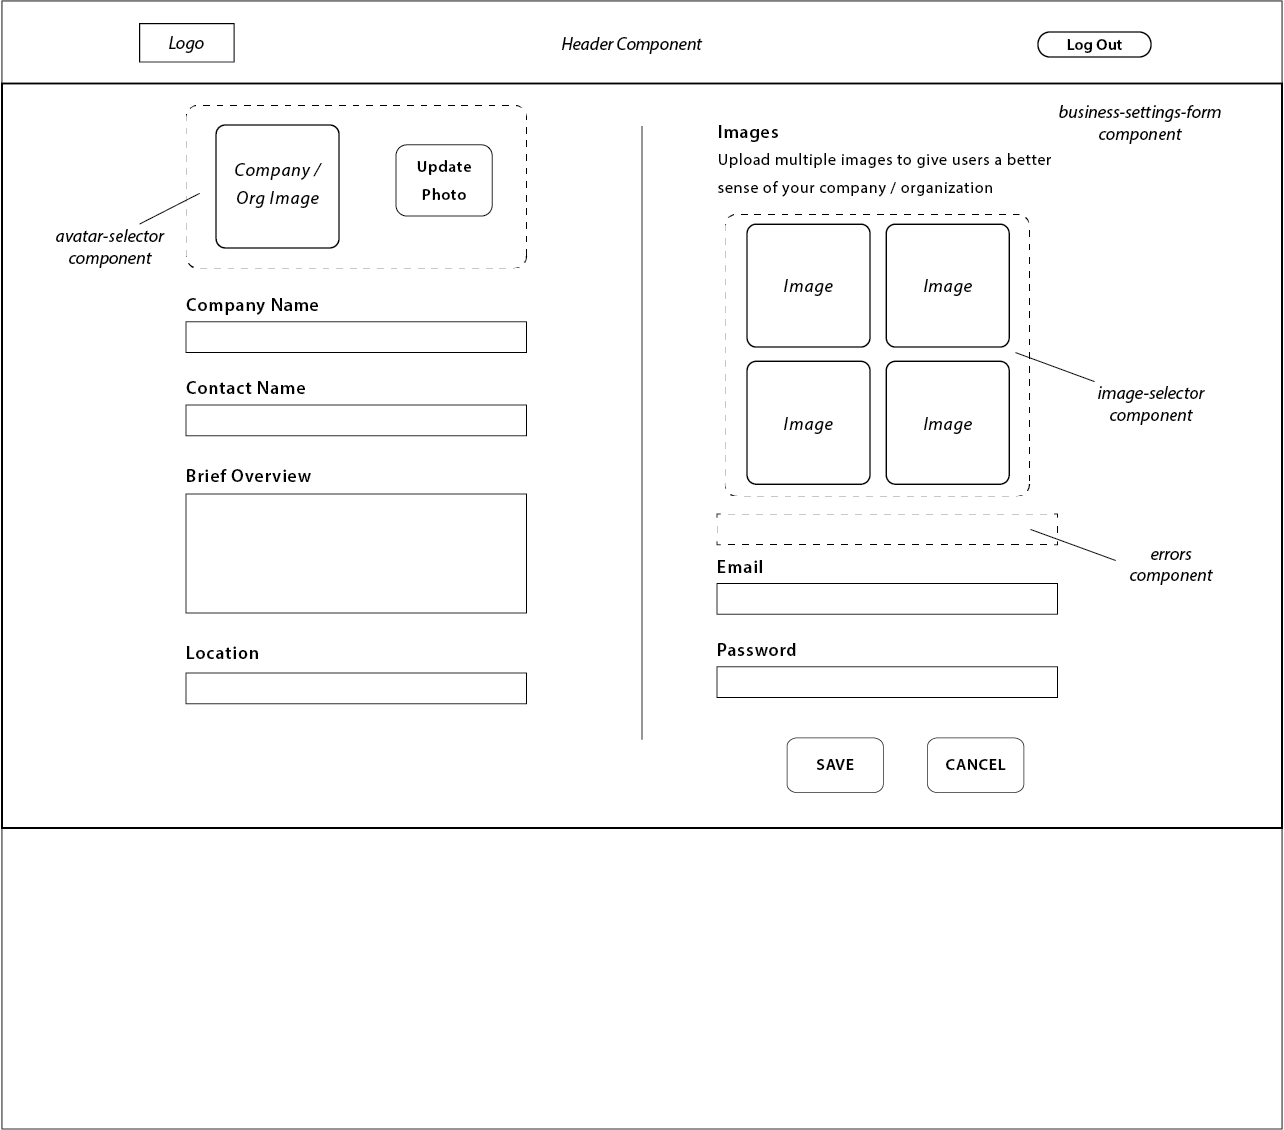 Logo
Header Component
Log Out
business-settings-form
component
Company /
Org Image
Update
Photo
avatar-selector
component
Company Name
Contact Name
Brief Overview
Location
Images
Upload multiple images to give users a better
sense of your company / organization
Image
Image
Image
Image
image-selector
component
errors
component
Email
Password
SAVE
CANCEL